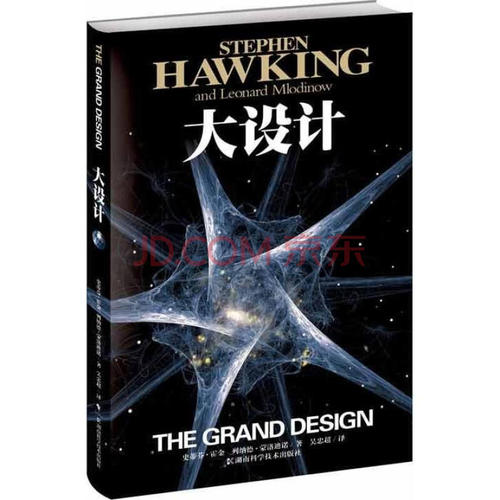 STEPHEN
HAWKING
and Leonard Mlodinow
大设计
JD.COM 京东
THE GRAND DESIGN
史蒂芬·霍金 列纳德·蒙洛迪诺 著 吴忠超 译
湖南科学技术出版社
THE GRAND DESIGN
大设计